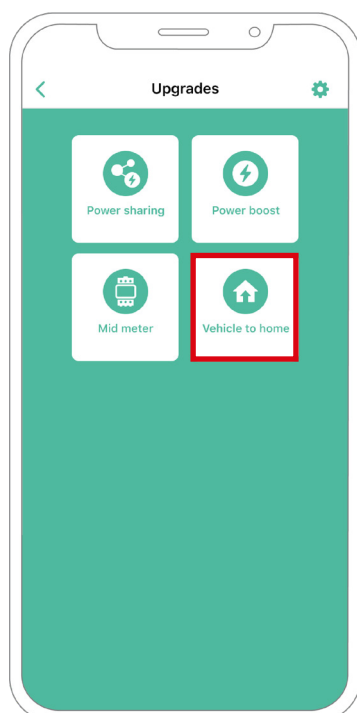 Upgrades
Power sharing
Power boost
Mid meter
Vehicle to home